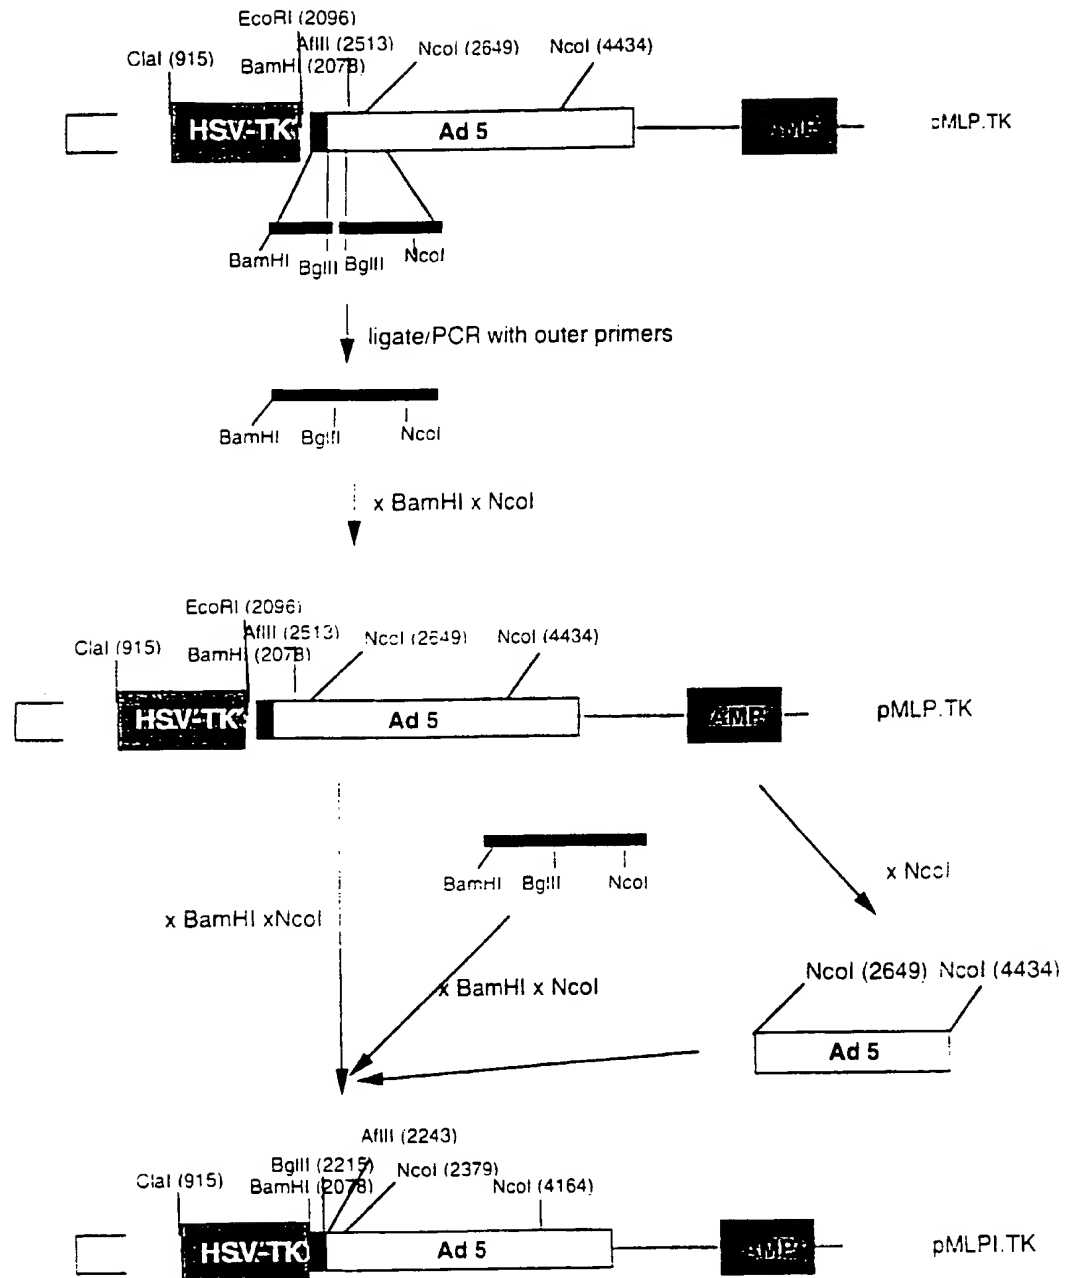 EcoRI (2096)
AflII (2513)
NcoI (2649)
NcoI (4434)
ClaI (915)
BamHI (2078)
HSV-TK
Ad 5
AMP
pMLP.TK
BamHI
BglII
BglII
NcoI
ligate/PCR with outer primers
BamHI
BglII
NcoI
x BamHI x NcoI
EcoRI (2096)
AflII (2513)
NcoI (2649)
NcoI (4434)
ClaI (915)
BamHI (2078)
HSV-TK
Ad 5
AMP
pMLP.TK
BamHI
BglII
NcoI
x NcoI
x BamHI xNcoI
x BamHI x NcoI
NcoI (2649) NcoI (4434)
Ad 5
AflII (2243)
BglII (2215)
NcoI (2379)
ClaI (915)
BamHI (2078)
NcoI (4164)
HSV-TK
Ad 5
AMP
pMLPI.TK